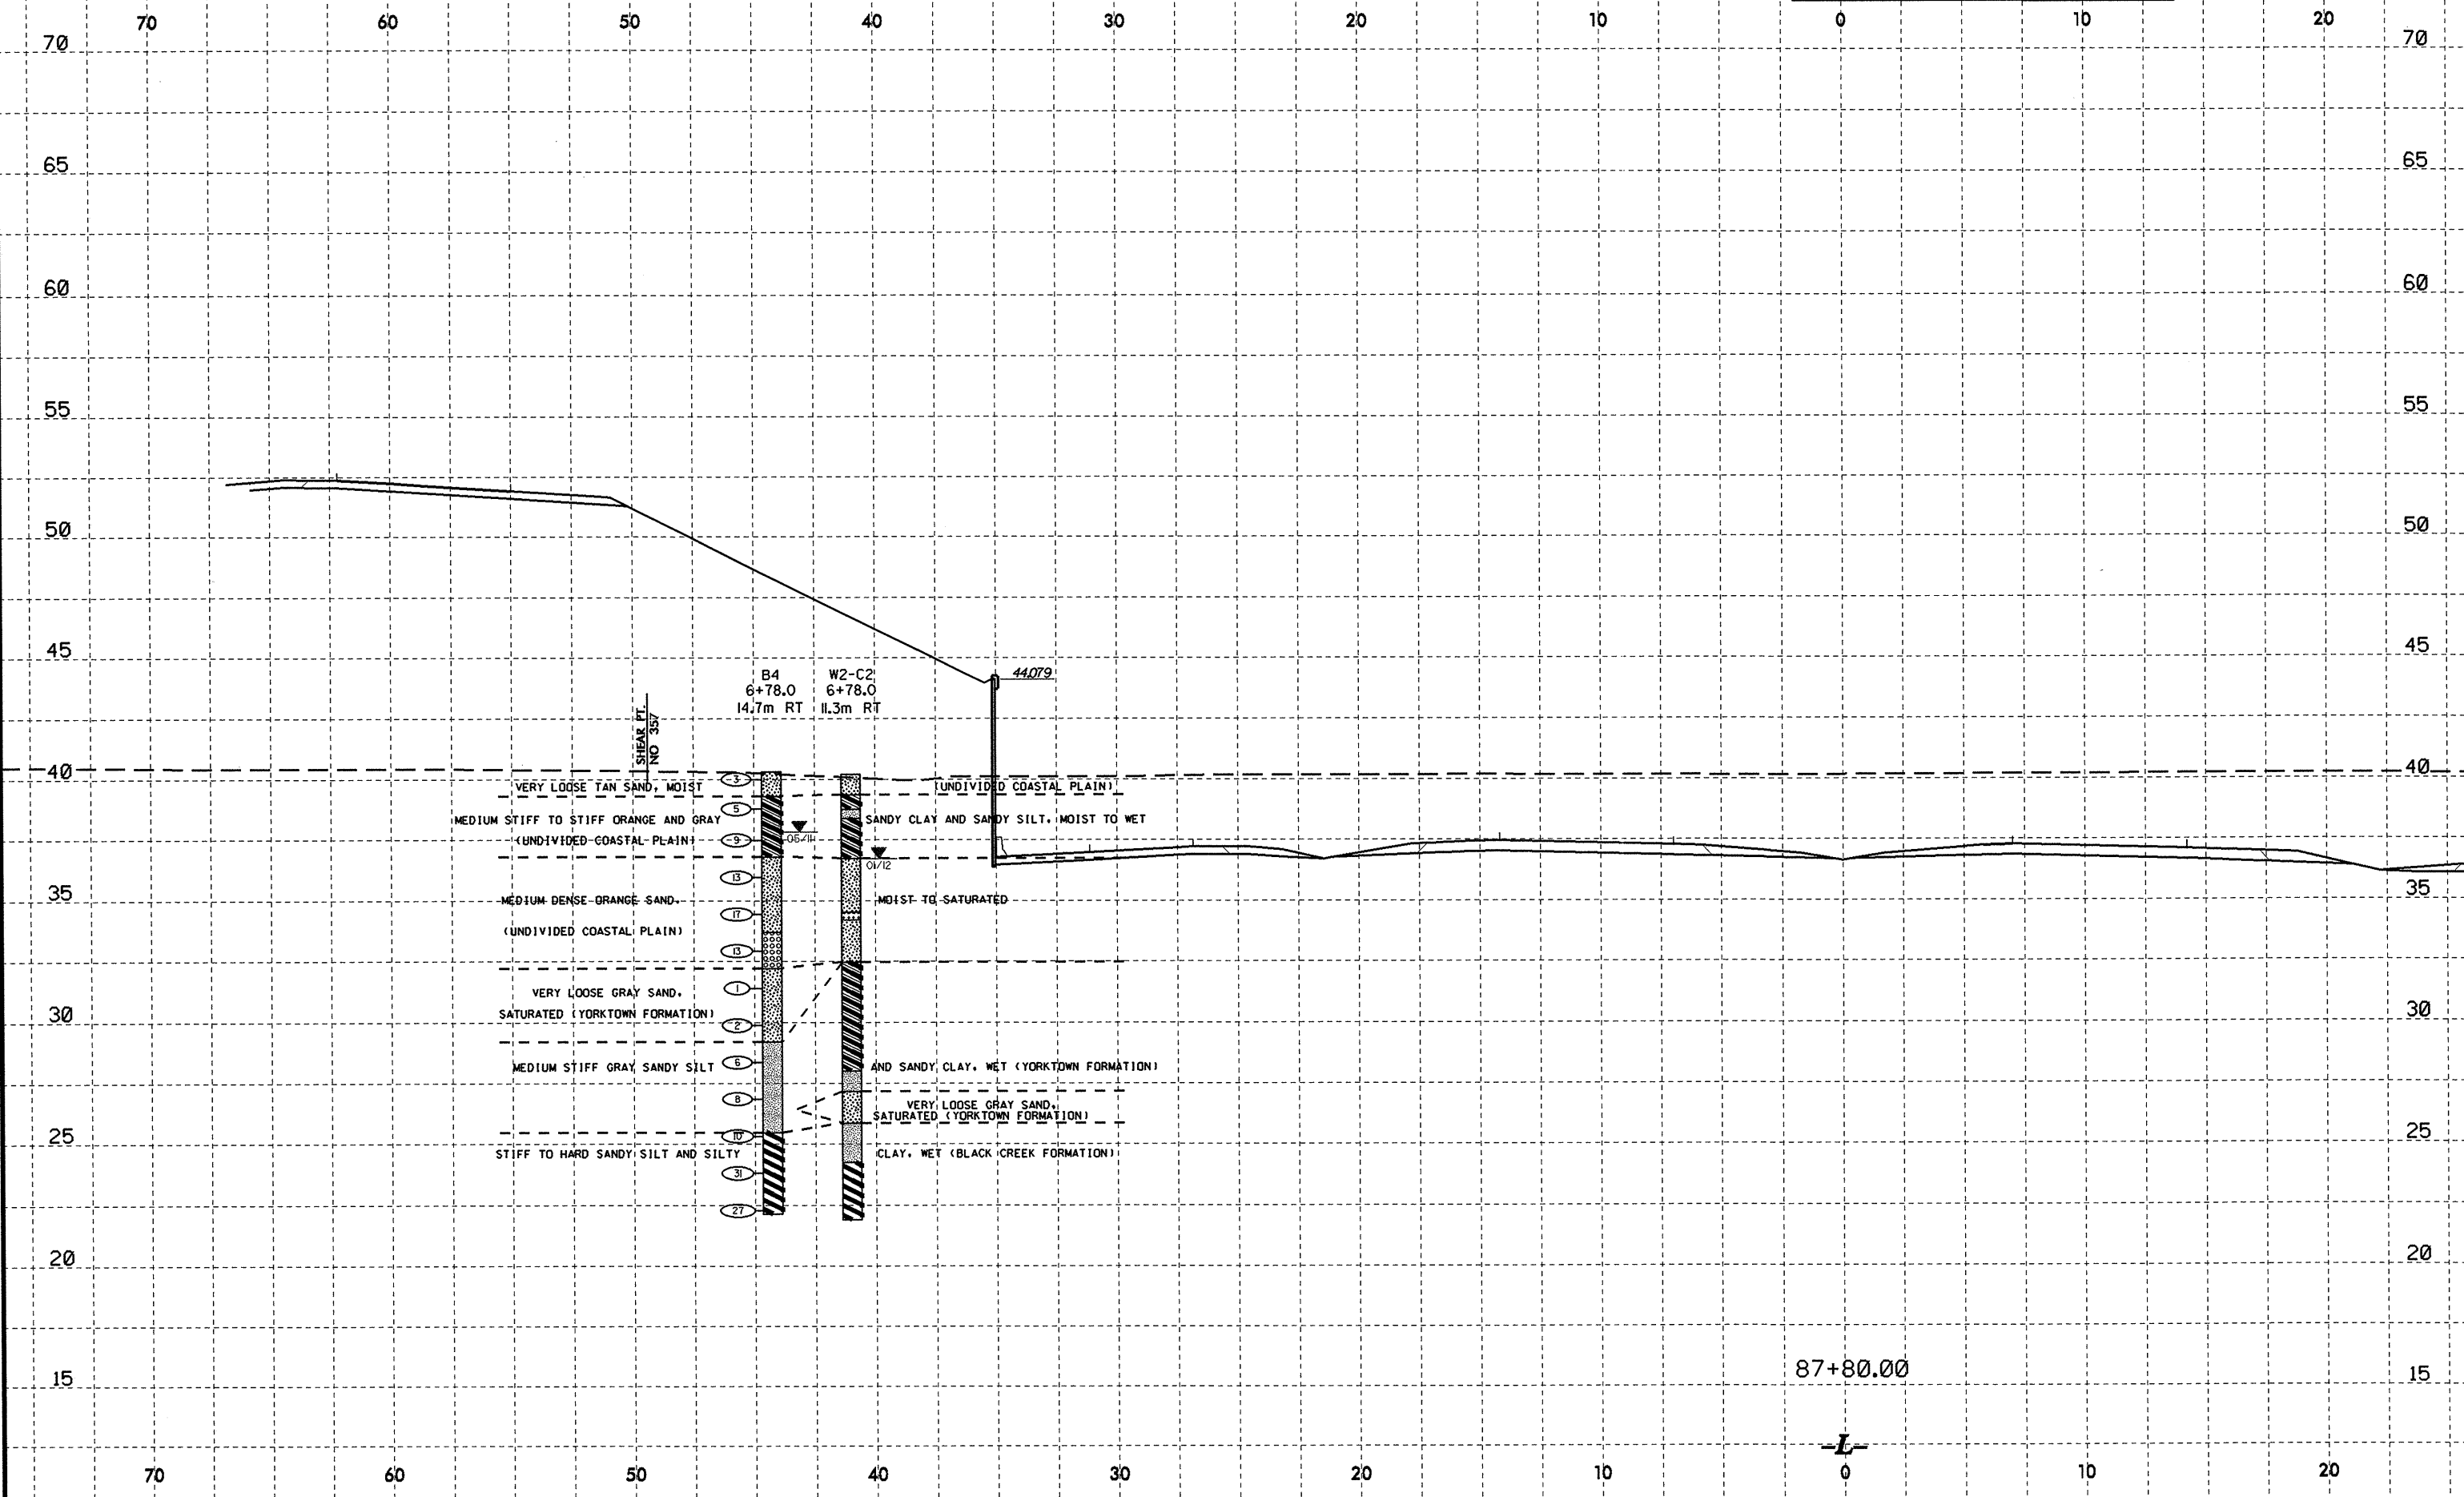 70 60 50 40 30 20 10 0 10 20
70 70
65 65
60 60
55 55
50 50
45 45
B4
6+78.0
14.7m RT
W2-C2
6+78.0
11.3m RT
44.079
SHEAR PT.
NO 357
40 40
3
VERY LOOSE TAN SAND, MOIST (UNDIVIDED COASTAL PLAIN)
5
MEDIUM STIFF TO STIFF ORANGE AND GRAY SANDY CLAY AND SANDY SILT, MOIST TO WET
(UNDIVIDED COASTAL PLAIN) 9
05/11
01/12
13
35 35
MEDIUM DENSE ORANGE SAND, MOIST TO SATURATED
17
(UNDIVIDED COASTAL PLAIN)
13
VERY LOOSE GRAY SAND, 1
30 30
SATURATED (YORKTOWN FORMATION)
2
MEDIUM STIFF GRAY SANDY SILT 6 AND SANDY CLAY, WET (YORKTOWN FORMATION)
8
VERY LOOSE GRAY SAND,
SATURATED (YORKTOWN FORMATION)
25 25
10
STIFF TO HARD SANDY SILT AND SILTY CLAY, WET (BLACK CREEK FORMATION)
31
27
20 20
15 15
87+80.00
-L-
70 60 50 40 30 20 10 0 10 20